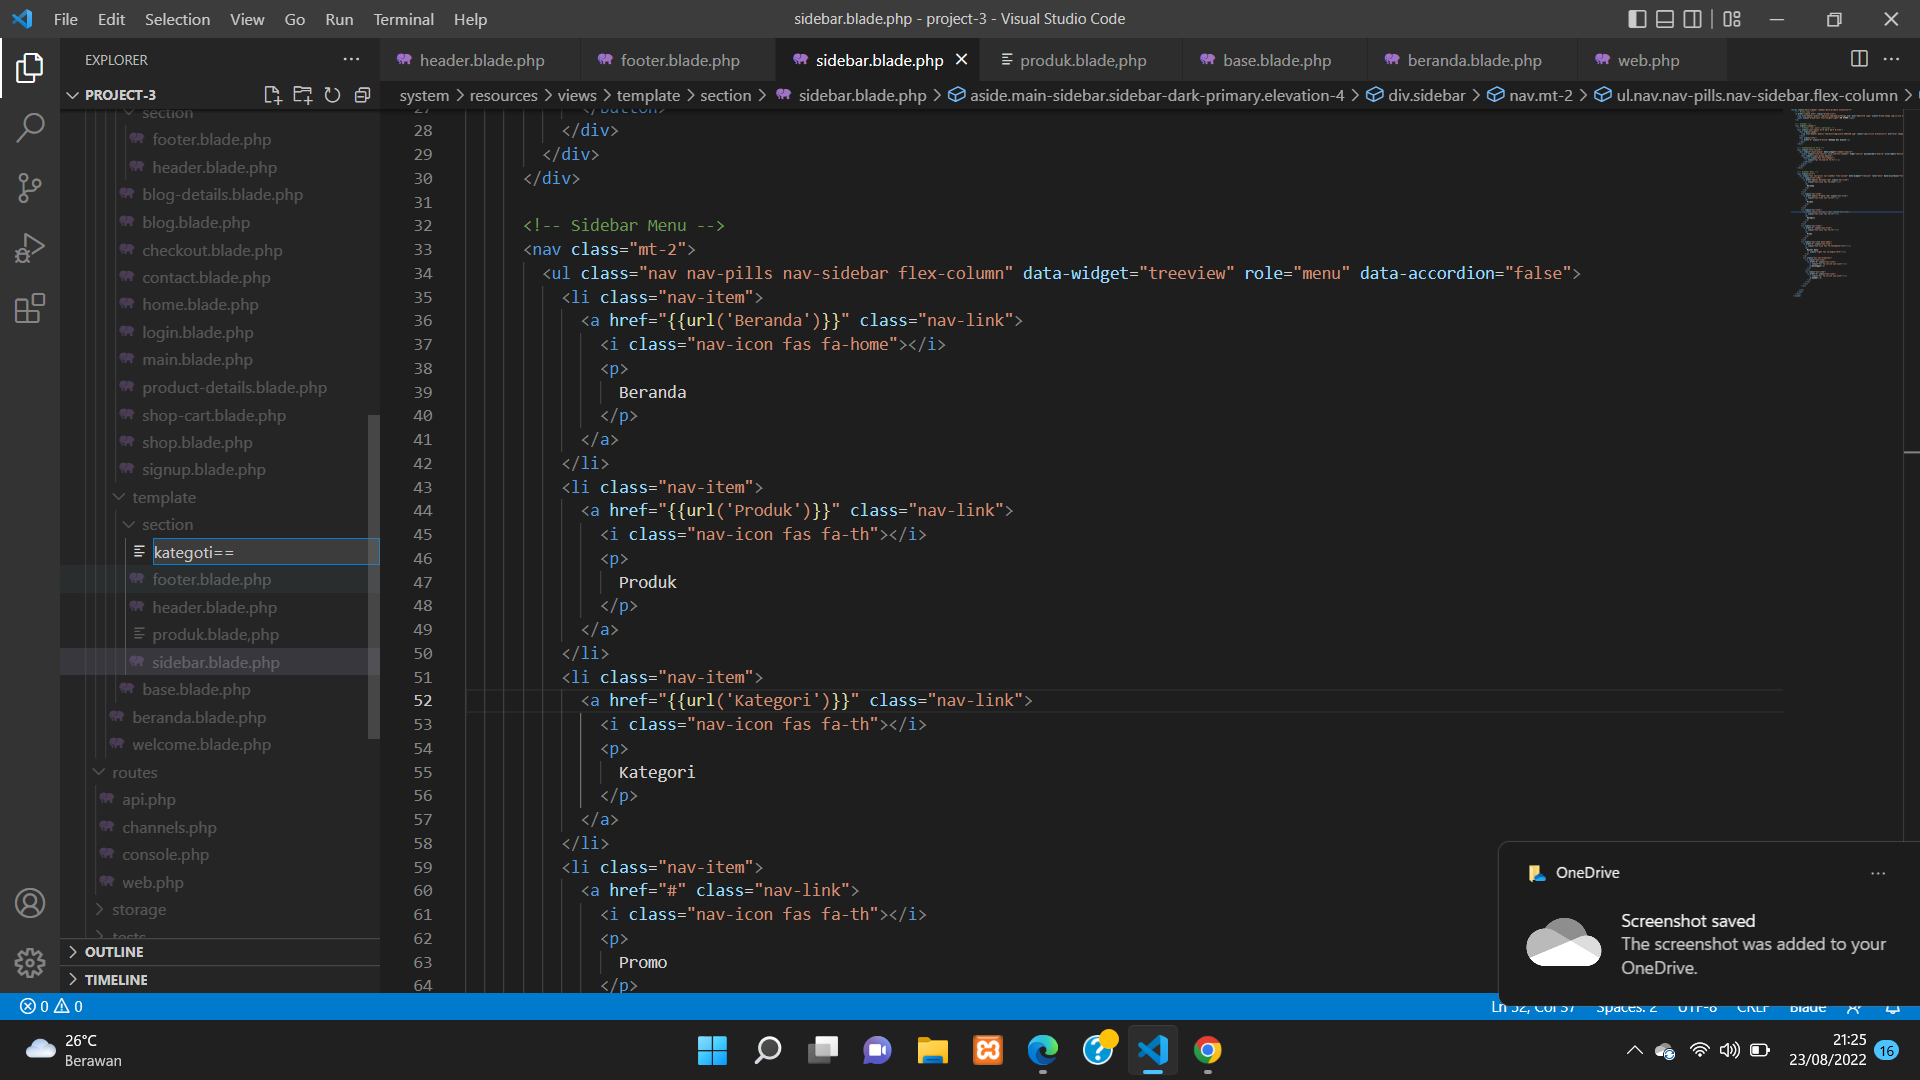 File Edit Selection View Go Run Terminal Help
sidebar.blade.php - project-3 - Visual Studio Code
EXPLORER
header.blade.php footer.blade.php sidebar.blade.php produk.blade,php base.blade.php beranda.blade.php web.php
PROJECT-3
system > resources > views > template > section > sidebar.blade.php > aside.main-sidebar.sidebar-dark-primary.elevation-4 > div.sidebar > nav.mt-2 > ul.nav.nav-pills.nav-sidebar.flex-column >
section
footer.blade.php
header.blade.php
blog-details.blade.php
blog.blade.php
checkout.blade.php
contact.blade.php
home.blade.php
login.blade.php
main.blade.php
product-details.blade.php
shop-cart.blade.php
shop.blade.php
signup.blade.php
template
section
kategoti==
footer.blade.php
header.blade.php
produk.blade,php
sidebar.blade.php
base.blade.php
beranda.blade.php
welcome.blade.php
routes
api.php
channels.php
console.php
web.php
storage
tests
OUTLINE
TIMELINE
27 </button>
28 </div>
29 </div>
30 </div>
31
32 <!-- Sidebar Menu -->
33 <nav class="mt-2">
34 <ul class="nav nav-pills nav-sidebar flex-column" data-widget="treeview" role="menu" data-accordion="false">
35 <li class="nav-item">
36 <a href="{{url('Beranda')}}" class="nav-link">
37 <i class="nav-icon fas fa-home"></i>
38 <p>
39 Beranda
40 </p>
41 </a>
42 </li>
43 <li class="nav-item">
44 <a href="{{url('Produk')}}" class="nav-link">
45 <i class="nav-icon fas fa-th"></i>
46 <p>
47 Produk
48 </p>
49 </a>
50 </li>
51 <li class="nav-item">
52 <a href="{{url('Kategori')}}" class="nav-link">
53 <i class="nav-icon fas fa-th"></i>
54 <p>
55 Kategori
56 </p>
57 </a>
58 </li>
59 <li class="nav-item">
60 <a href="#" class="nav-link">
61 <i class="nav-icon fas fa-th"></i>
62 <p>
63 Promo
64 </p>
OneDrive
Screenshot saved
The screenshot was added to your
OneDrive.
0 0
Ln 52, Col 37 Spaces: 2 UTF-8 CRLF Blade
26°C
Berawan
21:25
23/08/2022
16